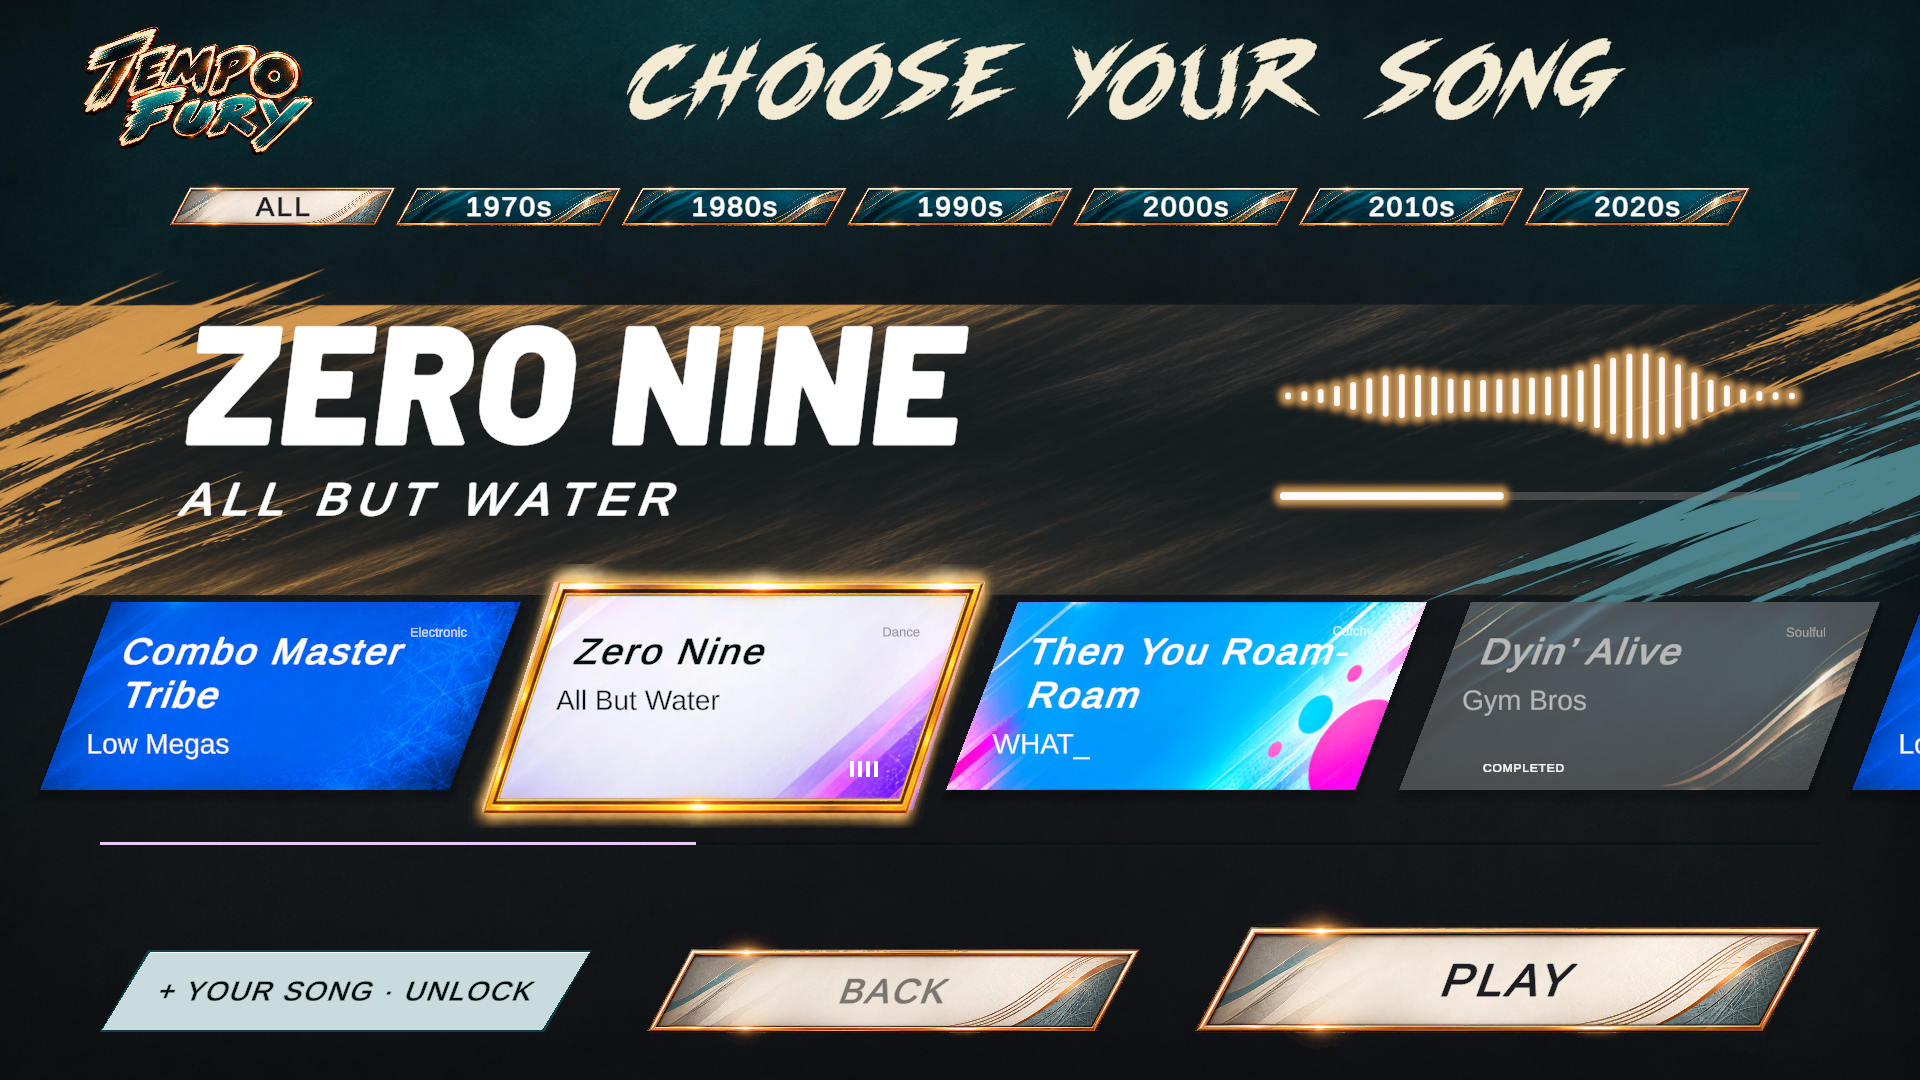 TEMPO
FURY
CHOOSE YOUR SONG
ALL
1970s
1980s
1990s
2000s
2010s
2020s
ZERO NINE
ALL BUT WATER
Electronic
Combo Master
Tribe
Low Megas
Dance
Zero Nine
All But Water
Catchy
Then You Roam-
Roam
WHAT_
Soulful
Dyin’ Alive
Gym Bros
COMPLETED
Lo
+ YOUR SONG · UNLOCK
BACK
PLAY